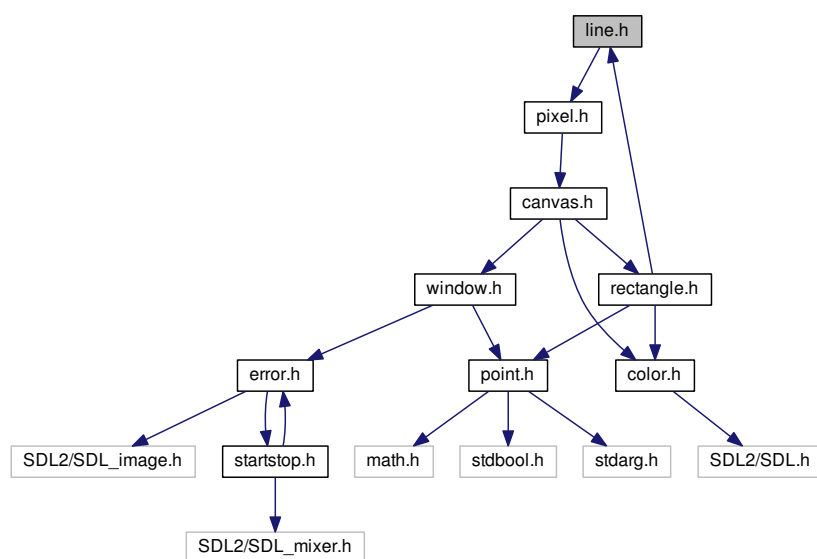 line.h
pixel.h
canvas.h
window.h
rectangle.h
error.h
point.h
color.h
SDL2/SDL_image.h
startstop.h
math.h
stdbool.h
stdarg.h
SDL2/SDL.h
SDL2/SDL_mixer.h